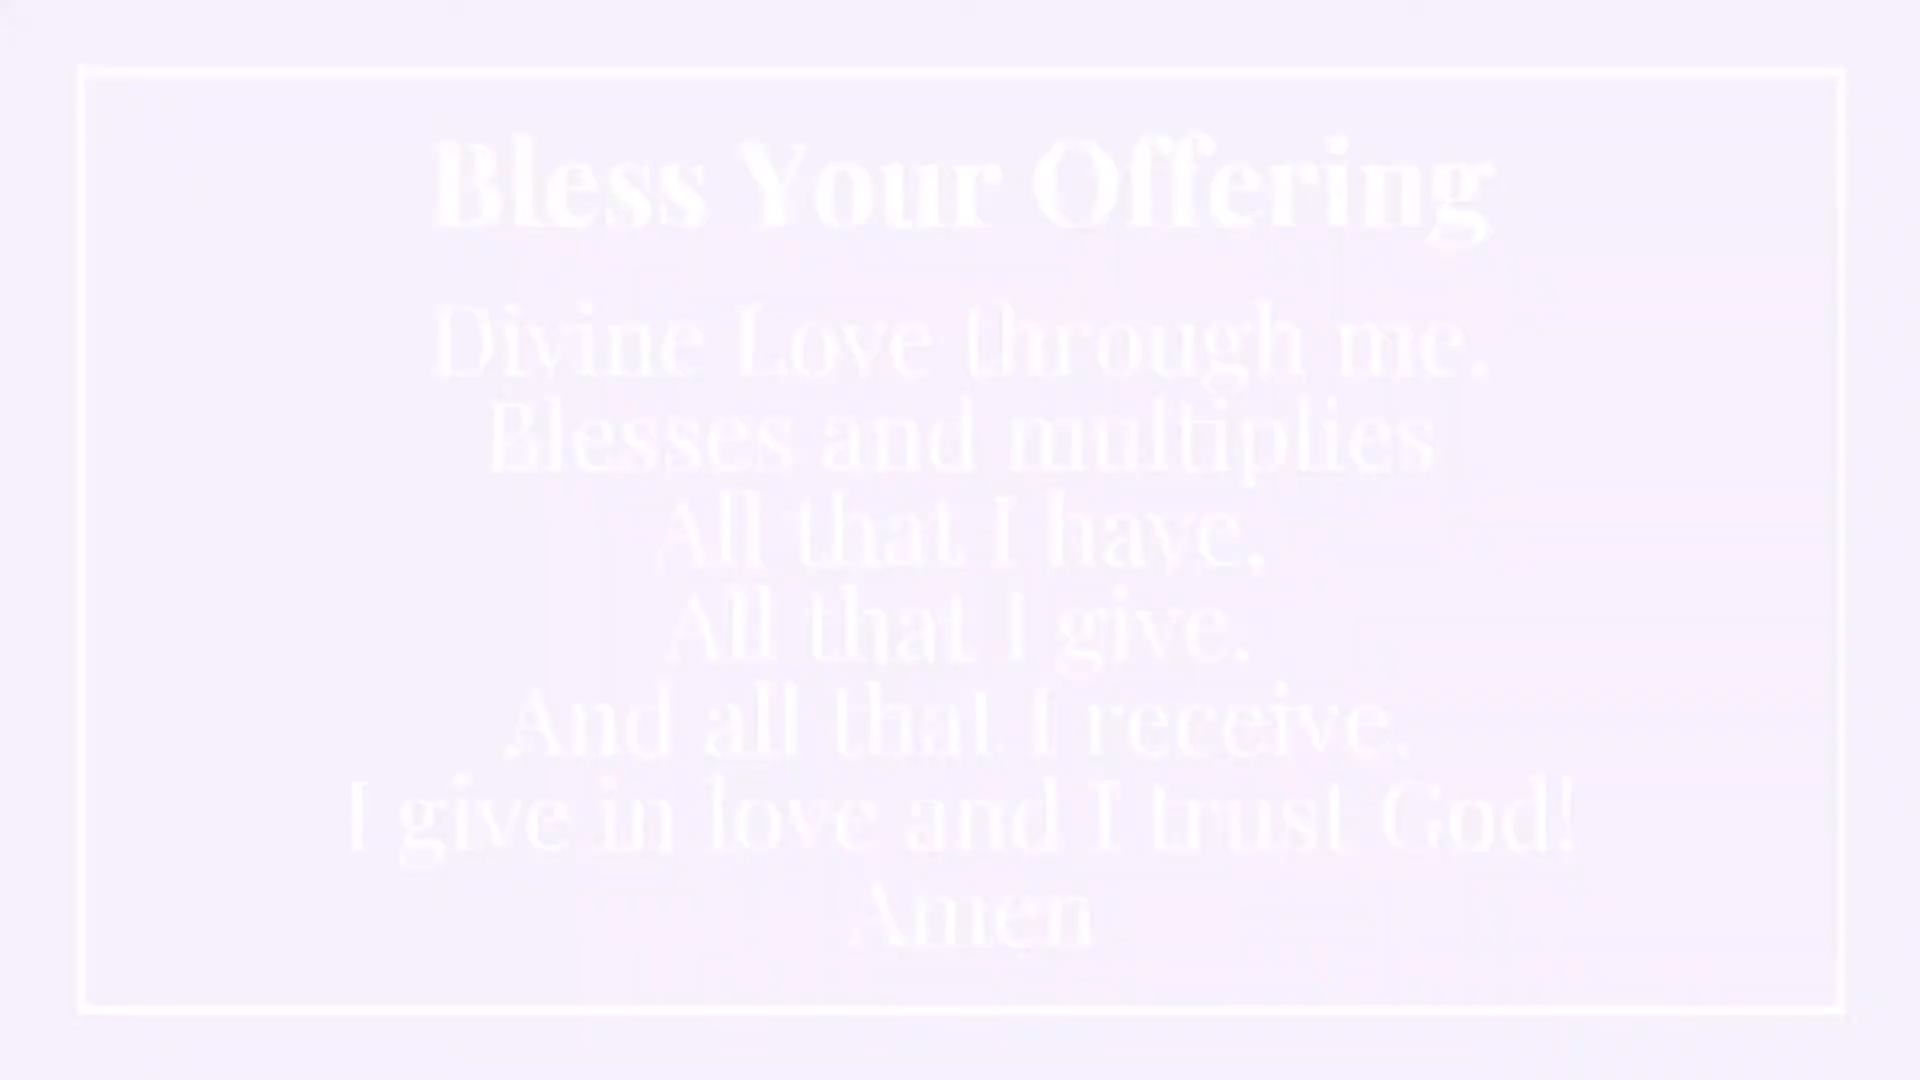 Bless Your Offering
Divine Love through me,
Blesses and multiplies
All that I have,
All that I give,
And all that I receive.
I give in love and I trust God!
Amen